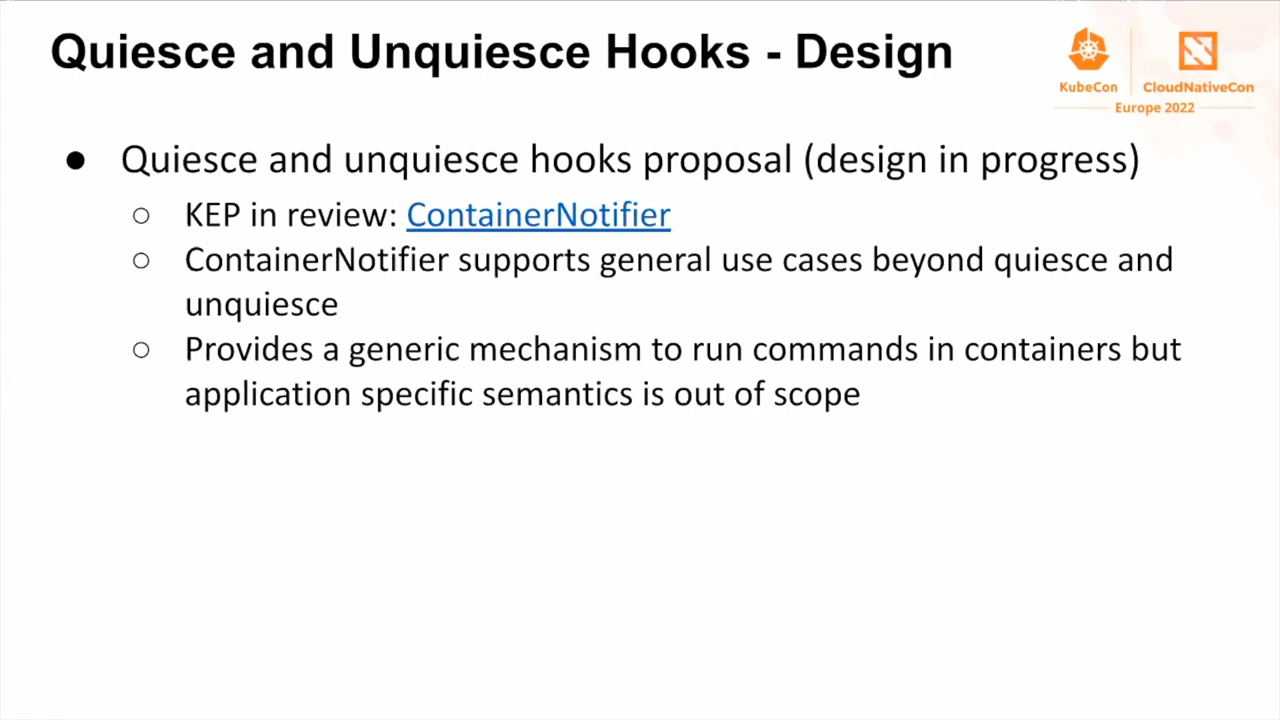 Quiesce and Unquiesce Hooks - Design
KubeCon
CloudNativeCon
Europe 2022
● Quiesce and unquiesce hooks proposal (design in progress)
○ KEP in review: ContainerNotifier
○ ContainerNotifier supports general use cases beyond quiesce and
unquiesce
○ Provides a generic mechanism to run commands in containers but
application specific semantics is out of scope